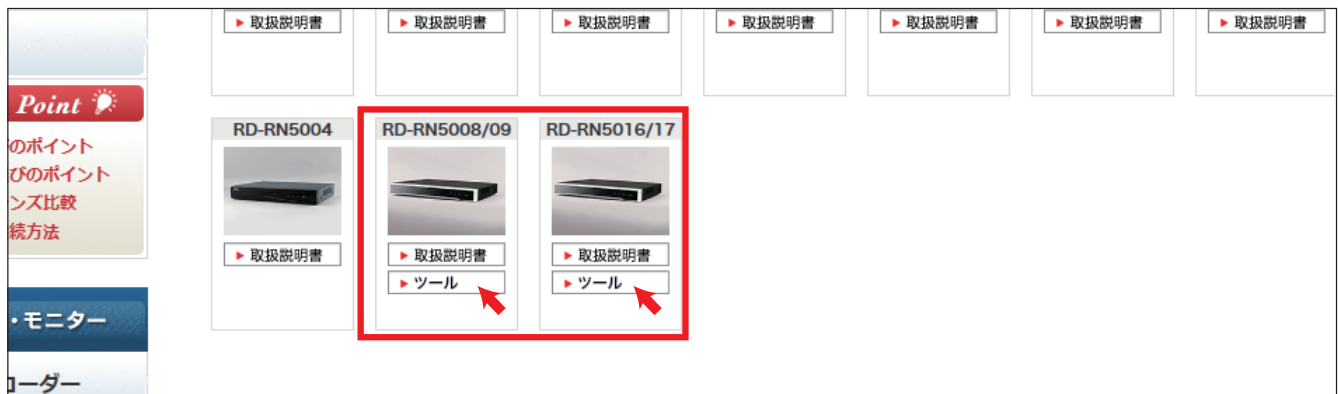 取扱説明書 取扱説明書 取扱説明書 取扱説明書 取扱説明書 取扱説明書 取扱説明書
Point
のポイント
びのポイント
ンズ比較
続方法
RD-RN5004 RD-RN5008/09 RD-RN5016/17
取扱説明書 取扱説明書 取扱説明書
ツール ツール
・モニター
コーダー